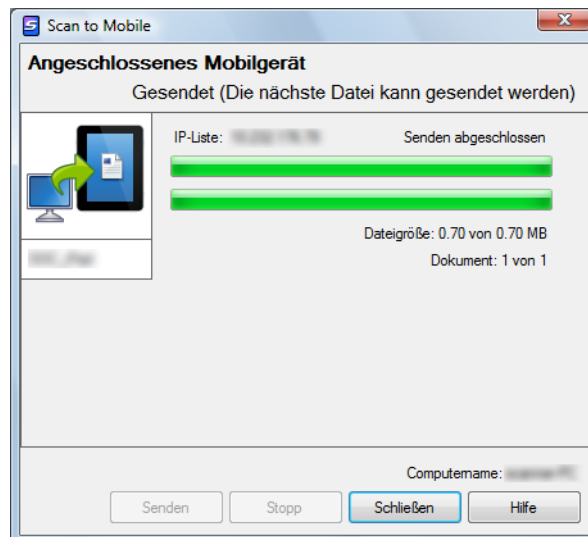 Scan to Mobile
Angeschlossenes Mobilgerät
Gesendet (Die nächste Datei kann gesendet werden)
IP-Liste: Senden abgeschlossen
Dateigröße: 0.70 von 0.70 MB
Dokument: 1 von 1
Computername:
Senden Stopp Schließen Hilfe